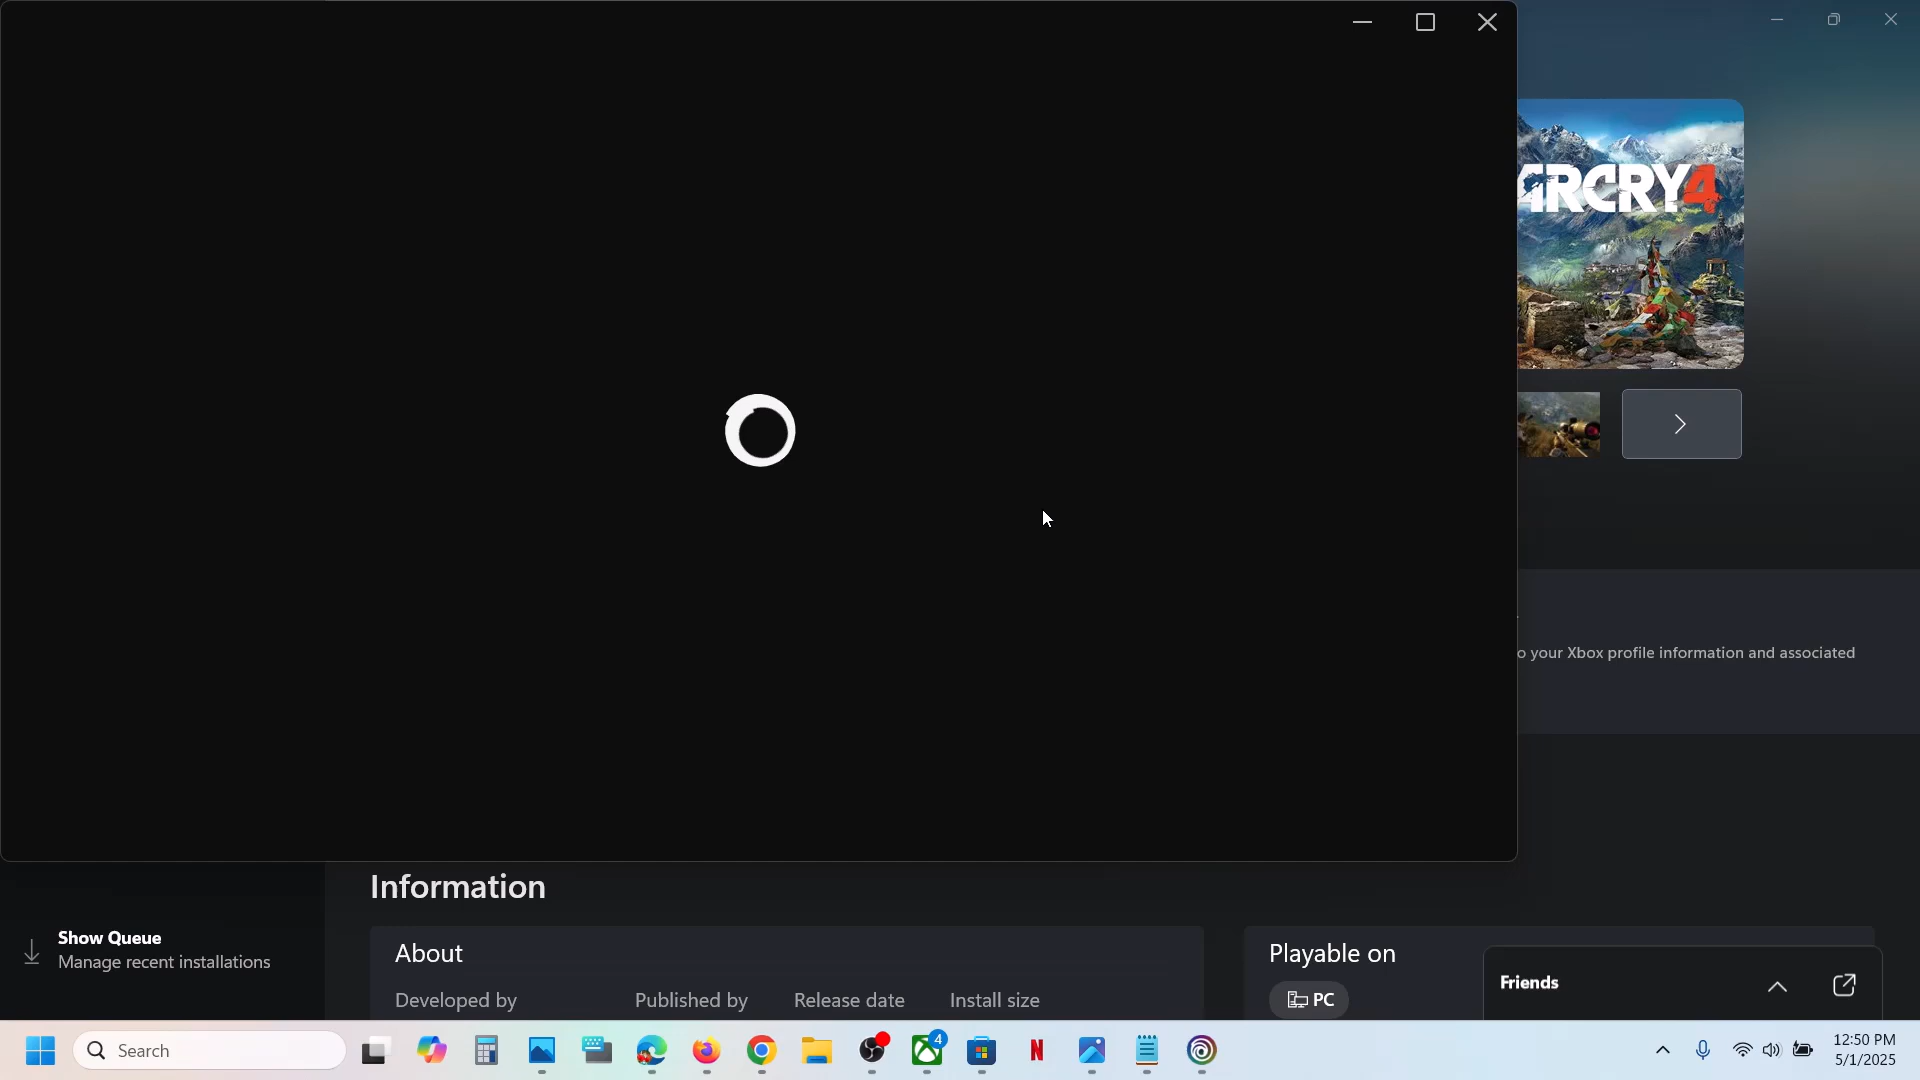 ARCRY4
o your Xbox profile information and associated
Information
Show Queue
Manage recent installations
About
Developed by
Published by
Release date
Install size
Playable on
PC
Friends
Search
4
N
12:50 PM
5/1/2025